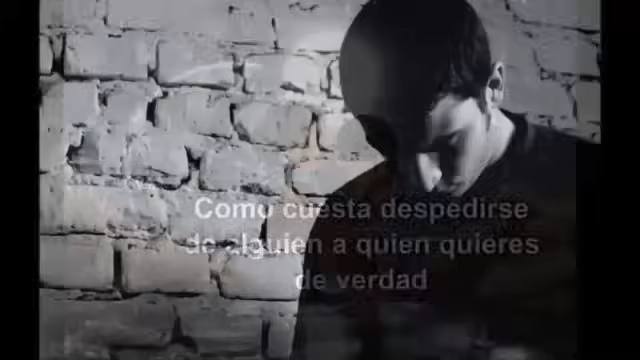 Como cuesta despedirse
de alguien a quien quieres
de verdad